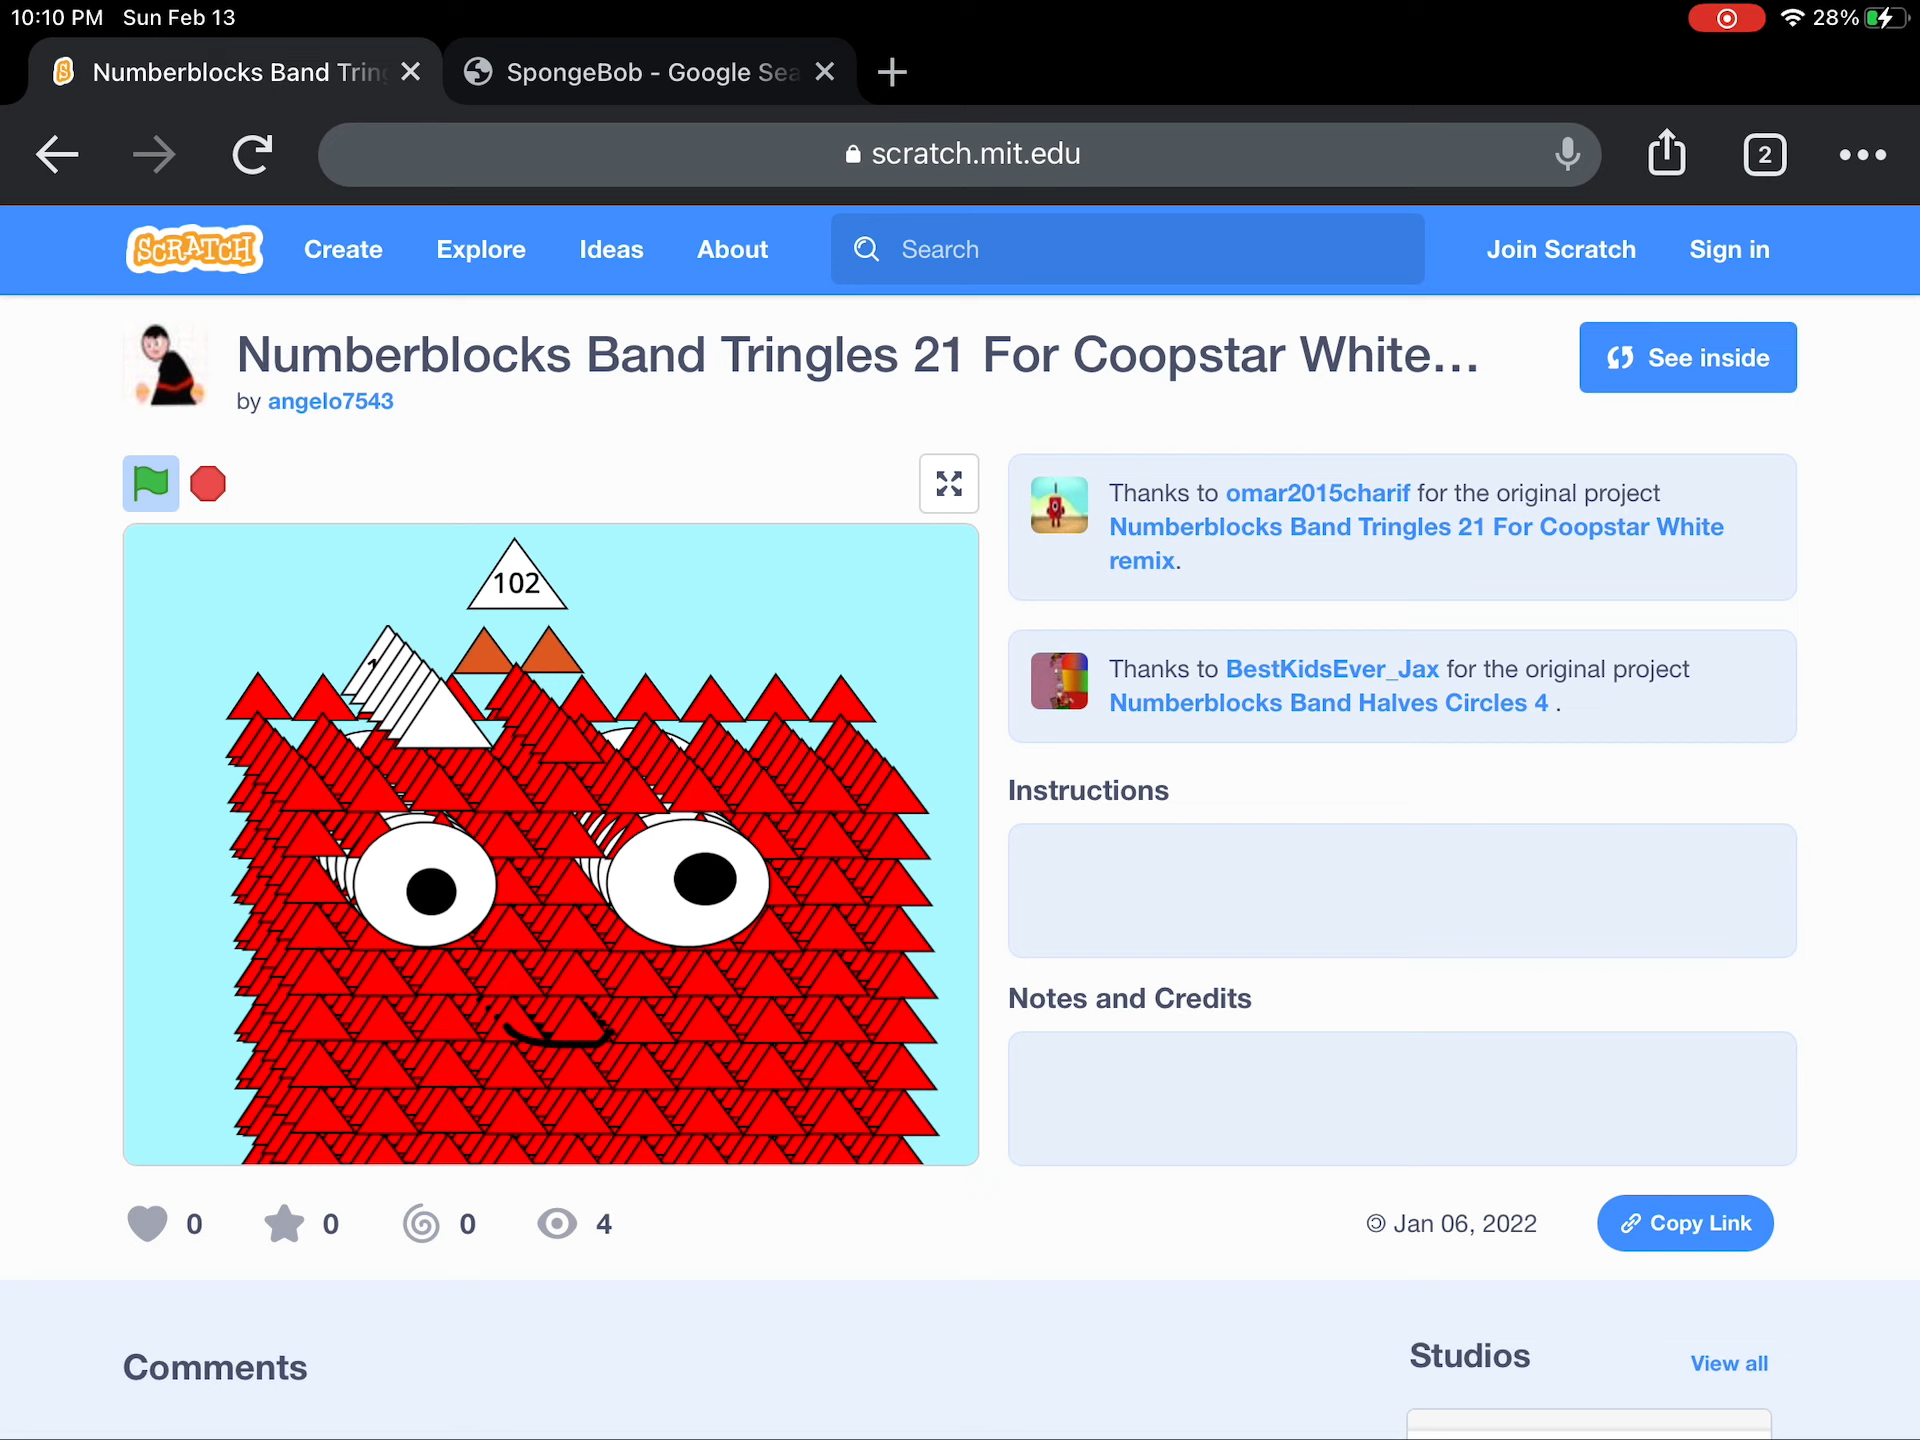 10:10 PM Sun Feb 13
28%
Numberblocks Band Tring
SpongeBob - Google Sea
scratch.mit.edu
2
SCRATCH
Create
Explore
Ideas
About
Search
Join Scratch
Sign in
Numberblocks Band Tringles 21 For Coopstar White...
by angelo7543
See inside
102
Thanks to omar2015charif for the original project
Numberblocks Band Tringles 21 For Coopstar White
remix.
Thanks to BestKidsEver_Jax for the original project
Numberblocks Band Halves Circles 4 .
Instructions
Notes and Credits
0
0
0
4
Jan 06, 2022
Copy Link
Comments
Studios
View all